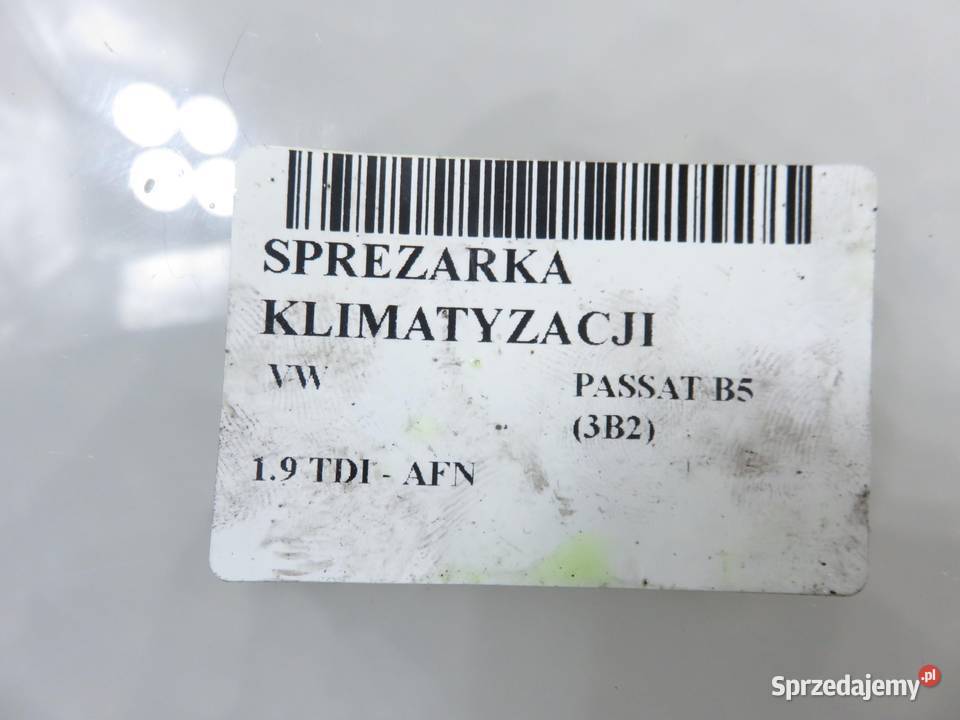 SPREZARKA
KLIMATYZACJI
VW PASSAT B5
(3B2)
1.9 TDI - AFN
Sprzedajemy.pl